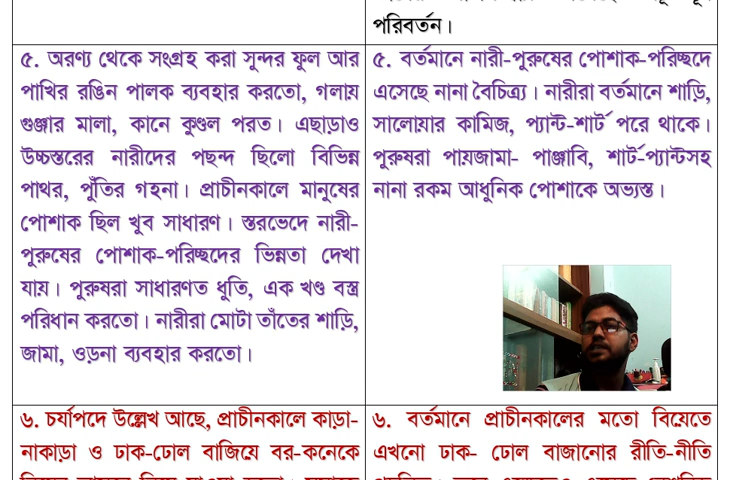 পরিবর্তন।
৫. অরণ্য থেকে সংগ্রহ করা সুন্দর ফুল আর
পাখির রঙিন পালক ব্যবহার করতো, গলায়
গুঞ্জার মালা, কানে কুণ্ডল পরত। এছাড়াও
উচ্চস্তরের নারীদের পছন্দ ছিলো বিভিন্ন
পাথর, পুঁতির গহনা। প্রাচীনকালে মানুষের
পোশাক ছিল খুব সাধারণ। স্তরভেদে নারী-
পুরুষের পোশাক-পরিচ্ছদের ভিন্নতা দেখা
যায়। পুরুষরা সাধারণত ধুতি, এক খণ্ড বস্ত্র
পরিধান করতো। নারীরা মোটা তাঁতের শাড়ি,
জামা, ওড়না ব্যবহার করতো।
৫. বর্তমানে নারী-পুরুষের পোশাক-পরিচ্ছদে
এসেছে নানা বৈচিত্র্য। নারীরা বর্তমানে শাড়ি,
সালোয়ার কামিজ, প্যান্ট-শার্ট পরে থাকে।
পুরুষরা পায়জামা- পাঞ্জাবি, শার্ট-প্যান্টসহ
নানা রকম আধুনিক পোশাকে অভ্যস্ত।
৬. চর্যাপদে উল্লেখ আছে, প্রাচীনকালে কাড়া-
নাকাড়া ও ঢাক-ঢোল বাজিয়ে বর-কনেকে
৬. বর্তমানে প্রাচীনকালের মতো বিয়েতে
এখনো ঢাক- ঢোল বাজানোর রীতি-নীতি